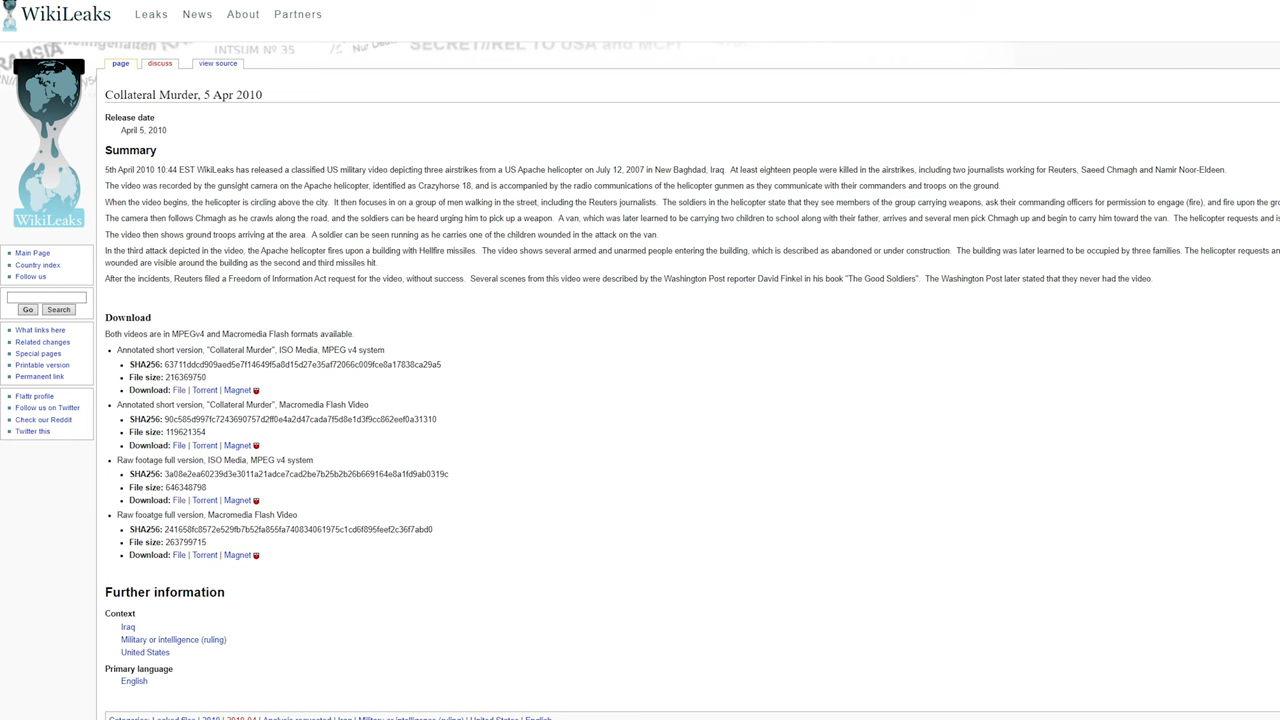 WikiLeaks Leaks News About Partners
INTSUM Nº 35 SECRET//REL TO USA and MCFI
page discuss view source
Collateral Murder, 5 Apr 2010
Release date
April 5, 2010
Summary
5th April 2010 10:44 EST WikiLeaks has released a classified US military video depicting three airstrikes from a US Apache helicopter on July 12, 2007 in New Baghdad, Iraq. At least eighteen people were killed in the airstrikes, including two journalists working for Reuters, Saeed Chmagh and Namir Noor-Eldeen.
The video was recorded by the gunsight camera on the Apache helicopter, identified as Crazyhorse 18, and is accompanied by the radio communications of the helicopter gunmen as they communicate with their commanders and troops on the ground.
When the video begins, the helicopter is circling above the city. It then focuses in on a group of men walking in the street, including the Reuters journalists. The soldiers in the helicopter state that they see members of the group carrying weapons, ask their commanding officers for permission to engage (fire), and fire upon the gro
The camera then follows Chmagh as he crawls along the road, and the soldiers can be heard urging him to pick up a weapon. A van, which was later learned to be carrying two children to school along with their father, arrives and several men pick Chmagh up and begin to carry him toward the van. The helicopter requests and is
The video then shows ground troops arriving at the area. A soldier can be seen running as he carries one of the children wounded in the attack on the van.
In the third attack depicted in the video, the Apache helicopter fires upon a building with Hellfire missiles. The video shows several armed and unarmed people entering the building, which is described as abandoned or under construction. The building was later learned to be occupied by three families. The helicopter requests an
wounded are visible around the building as the second and third missiles hit.
After the incidents, Reuters filed a Freedom of Information Act request for the video, without success. Several scenes from this video were described by the Washington Post reporter David Finkel in his book "The Good Soldiers". The Washington Post later stated that they never had the video.
WikiLeaks
Main Page
Country index
Follow us
Go Search
What links here
Related changes
Special pages
Printable version
Permanent link
Flattr profile
Follow us on Twitter
Check our Reddit
Twitter this
Download
Both videos are in MPEGv4 and Macromedia Flash formats available.
Annotated short version, "Collateral Murder", ISO Media, MPEG v4 system
SHA256: 63711ddcd909aed5e7f14649f5a8d15d27e35af72066c009fce8a17838ca29a5
File size: 216369750
Download: File | Torrent | Magnet
Annotated short version, "Collateral Murder", Macromedia Flash Video
SHA256: 90c585d997fc7243690757d2ff0e4a2d47cada7f5d8e1d3f9cc862eef0a31310
File size: 119621354
Download: File | Torrent | Magnet
Raw footage full version, ISO Media, MPEG v4 system
SHA256: 3a08e2ea60239d3e3011a21adce7cad2be7b25b2b26b669164e8a1fd9ab0319c
File size: 646348798
Download: File | Torrent | Magnet
Raw fooatge full version, Macromedia Flash Video
SHA256: 241658fc8572e529fb7b52fa855fa740834061975c1cd6f895feef2c36f7abd0
File size: 263799715
Download: File | Torrent | Magnet
Further information
Context
Iraq
Military or intelligence (ruling)
United States
Primary language
English
Categories: Leaked files | 2010 | 2010-04 | Analysis requested | Iraq | Military or intelligence (ruling) | United States | English